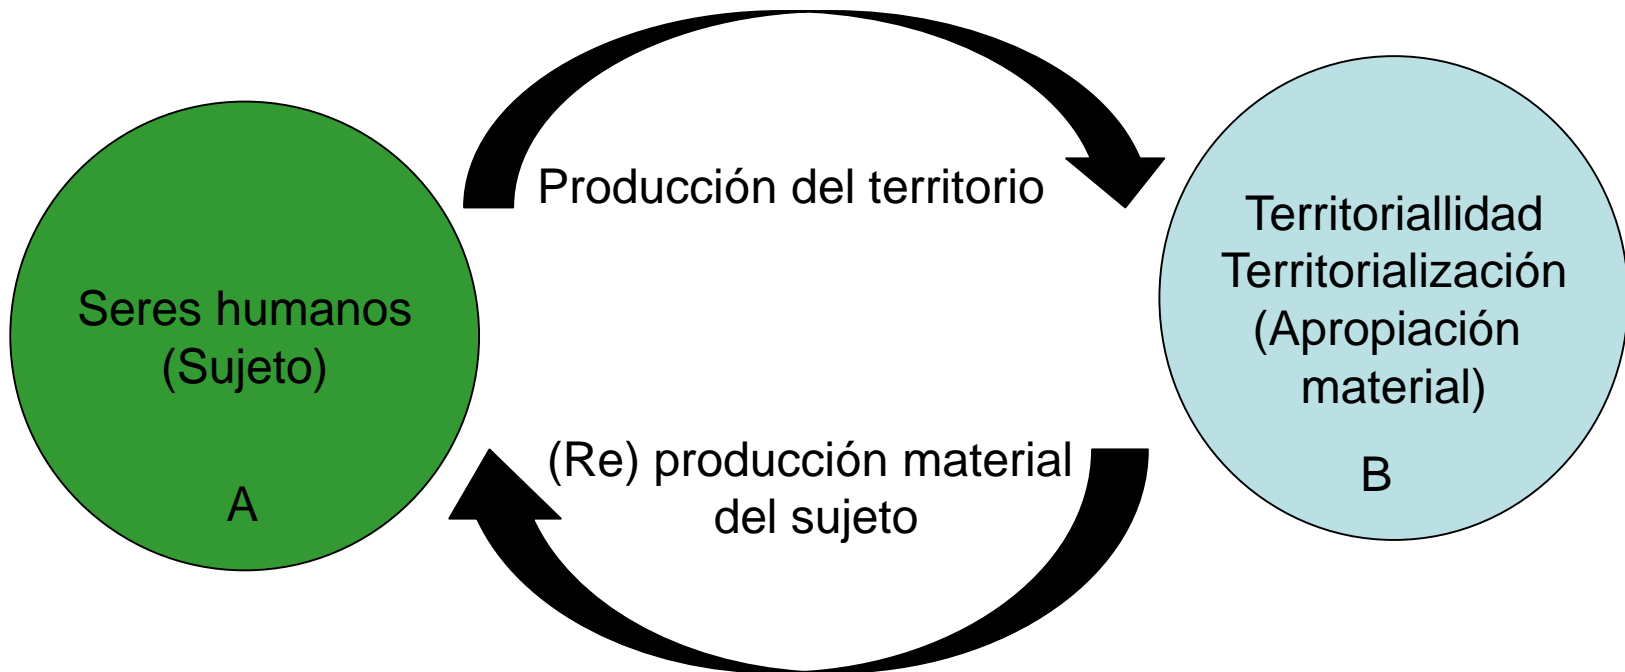 Producción del territorio
Seres humanos
(Sujeto)
A
Territoriallidad
Territorialización
(Apropiación
material)
B
(Re) producción material
del sujeto